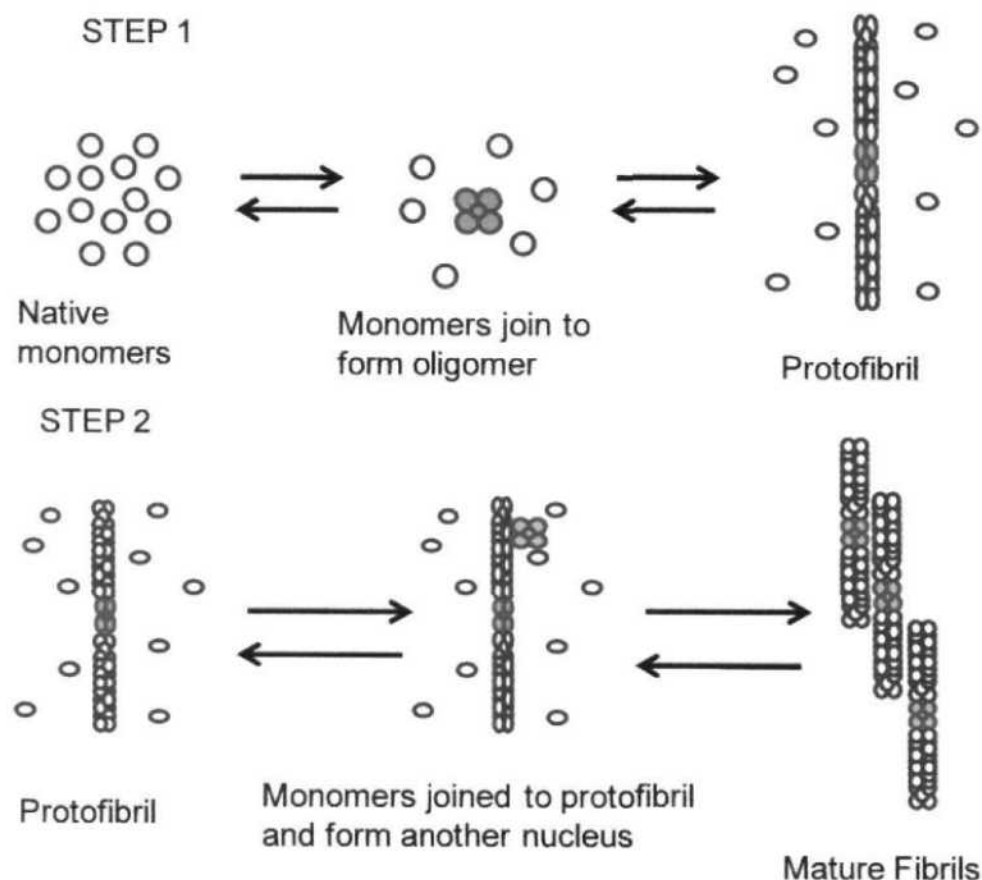 STEP 1
Native
monomers
Monomers join to
form oligomer
Protofibril
STEP 2
Protofibril
Monomers joined to protofibril
and form another nucleus
Mature Fibrils